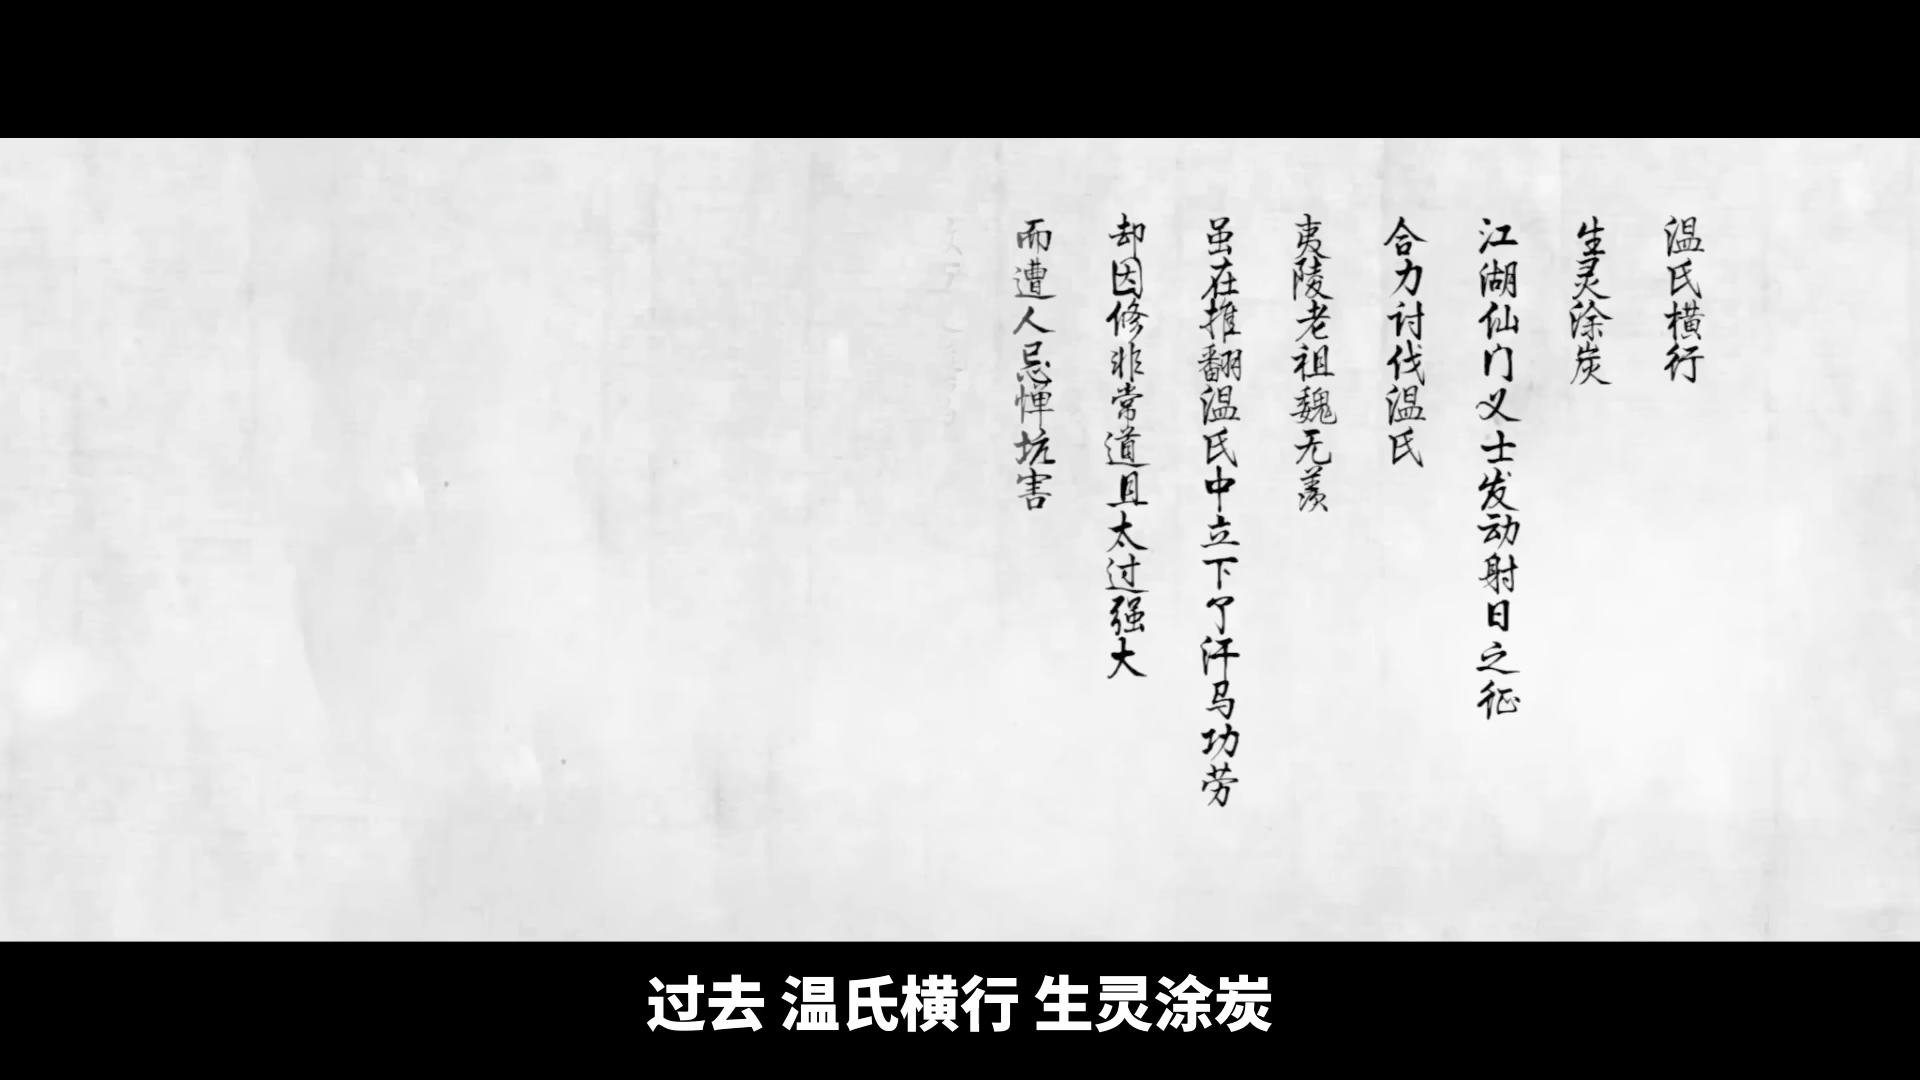 温氏横行
生灵涂炭
江湖仙门义士发动射日之征
合力讨伐温氏
夷陵老祖魏无羡
虽在推翻温氏中立下了汗马功劳
却因修非常道且太过强大
而遭人忌惮坑害
过去 温氏横行 生灵涂炭